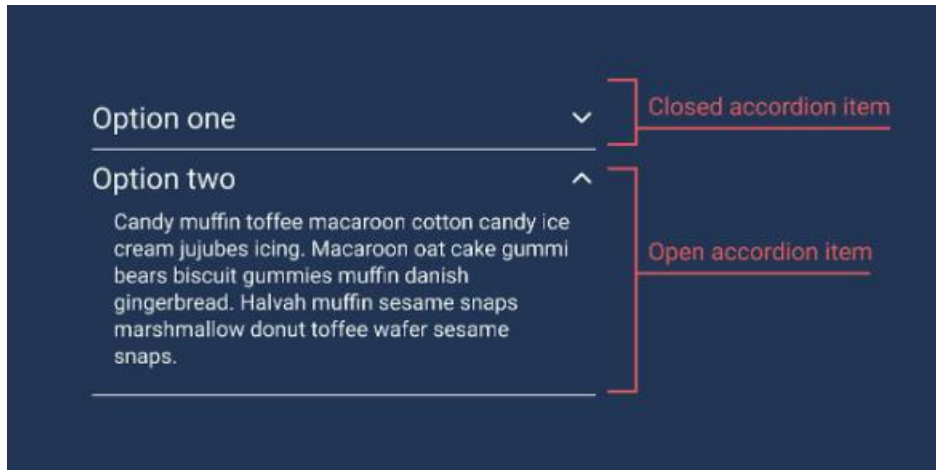 Option one
Closed accordion item
Option two
Candy muffin toffee macaroon cotton candy ice
cream jujubes icing. Macaroon oat cake gummi
bears biscuit gummies muffin danish
gingerbread. Halvah muffin sesame snaps
marshmallow donut toffee wafer sesame
snaps.
Open accordion item